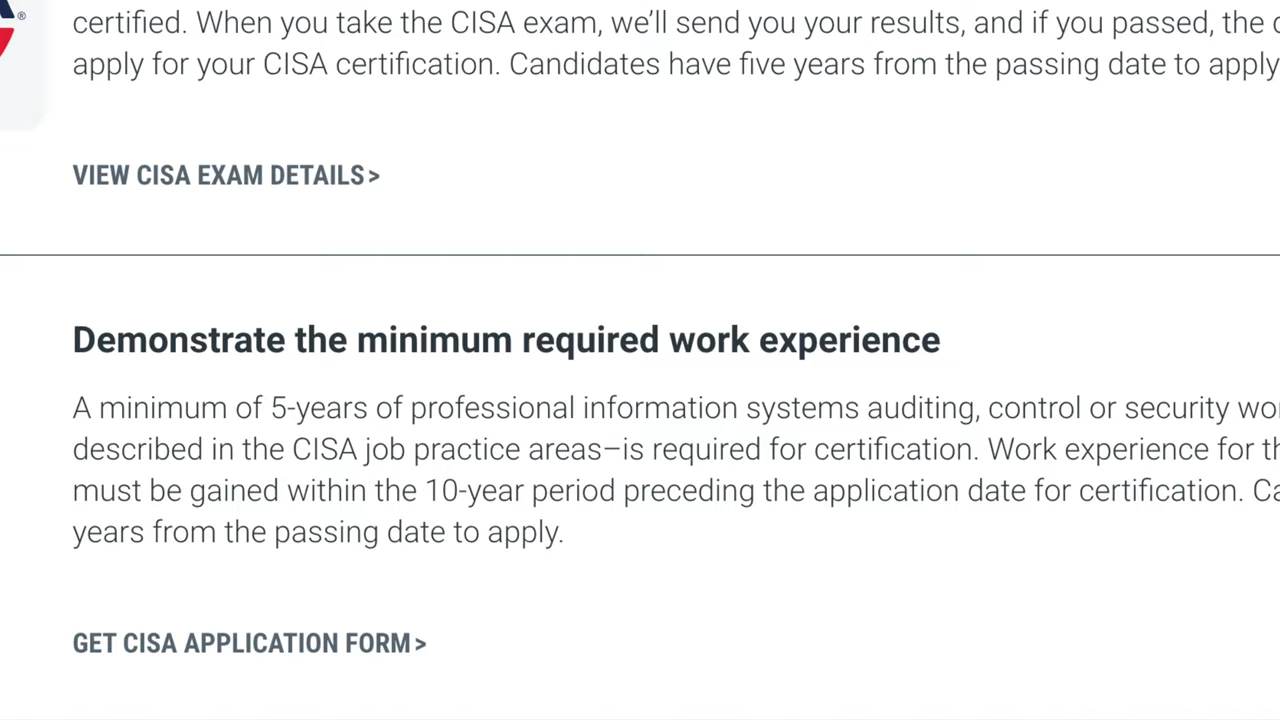 certified. When you take the CISA exam, we’ll send you your results, and if you passed, the
apply for your CISA certification. Candidates have five years from the passing date to apply
VIEW CISA EXAM DETAILS >
Demonstrate the minimum required work experience
A minimum of 5-years of professional information systems auditing, control or security
described in the CISA job practice areas–is required for certification. Work experience for
must be gained within the 10-year period preceding the application date for certification.
years from the passing date to apply.
GET CISA APPLICATION FORM >